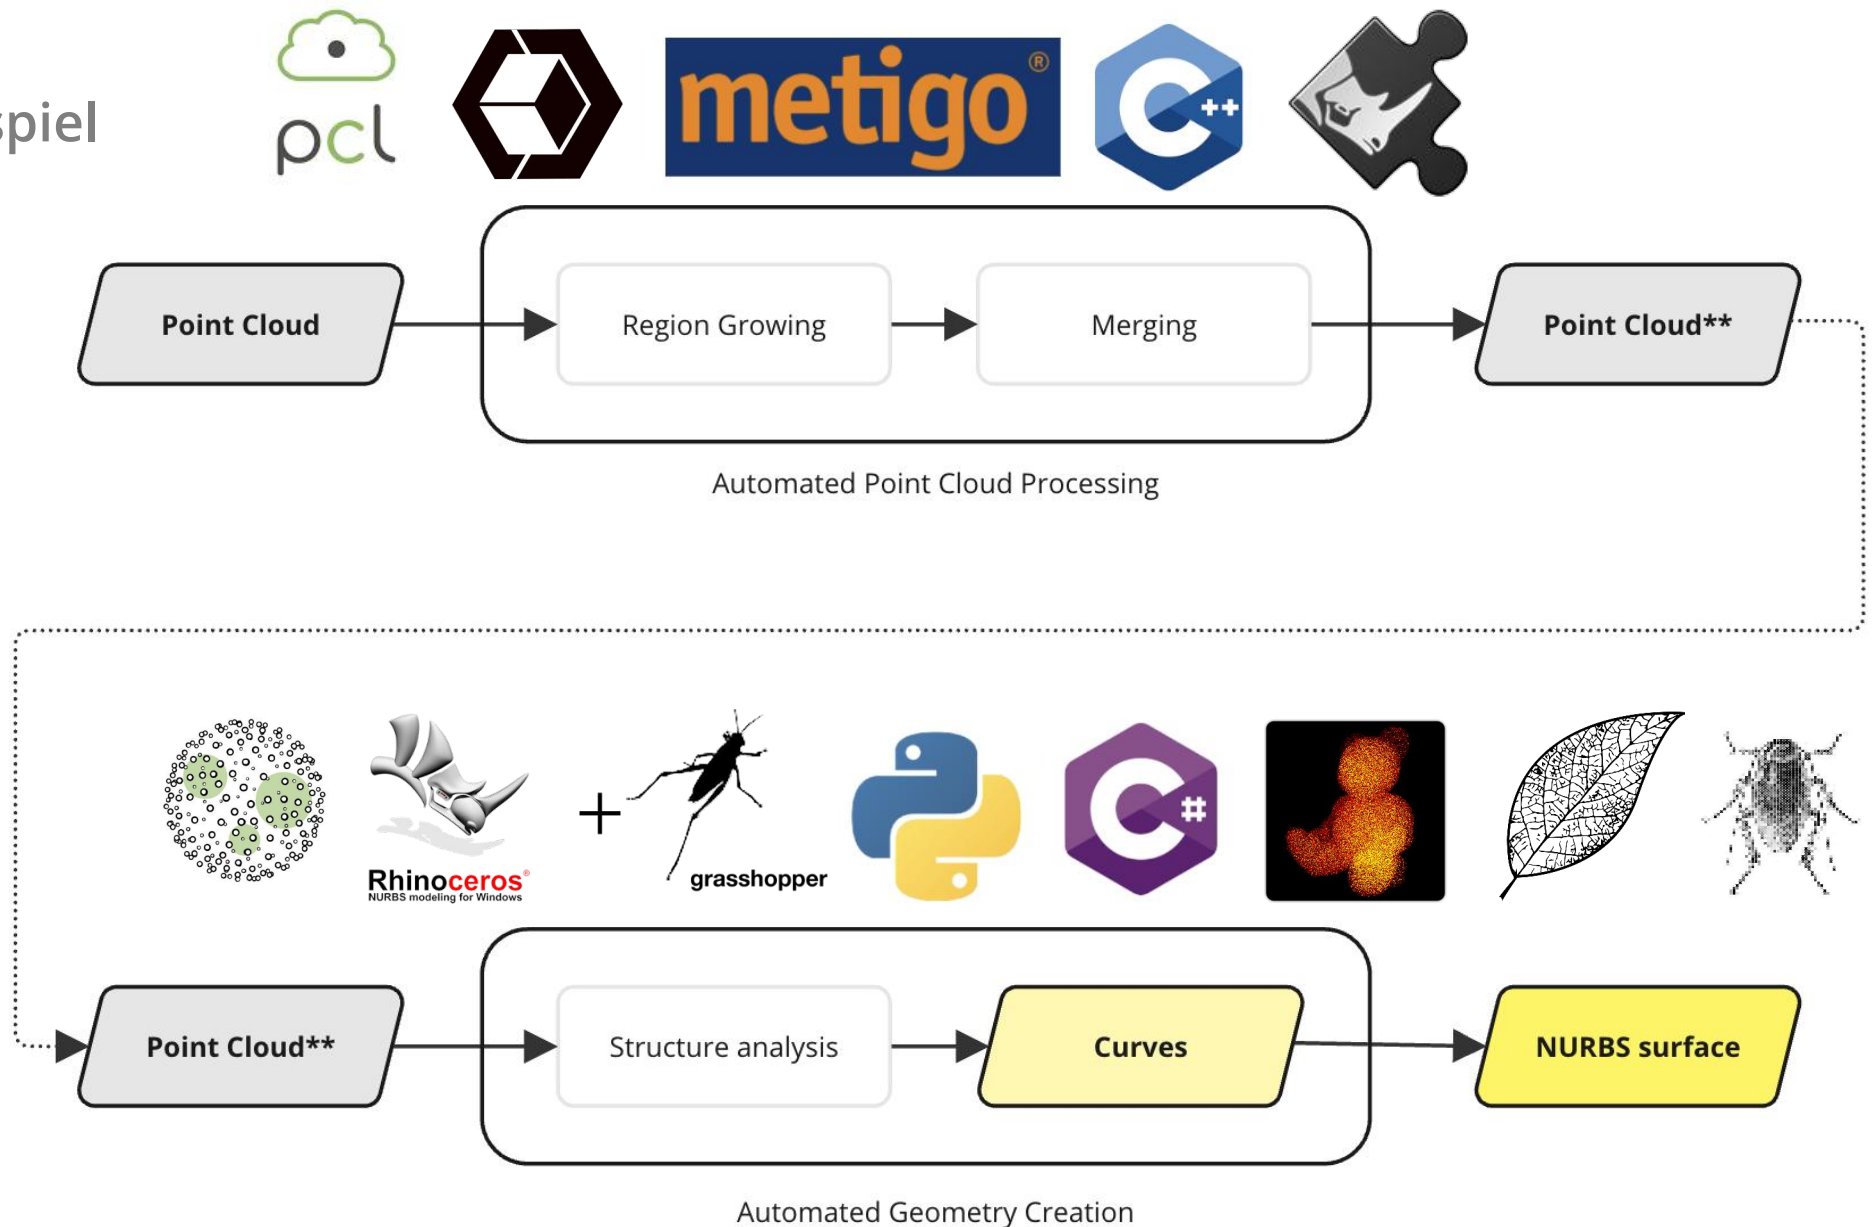 spiel
pcl
metigo®
C++
Point Cloud
Region Growing
Merging
Point Cloud**
Automated Point Cloud Processing
Rhinoceros®
NURBS modeling for Windows
+
grasshopper
C#
Point Cloud**
Structure analysis
Curves
NURBS surface
Automated Geometry Creation